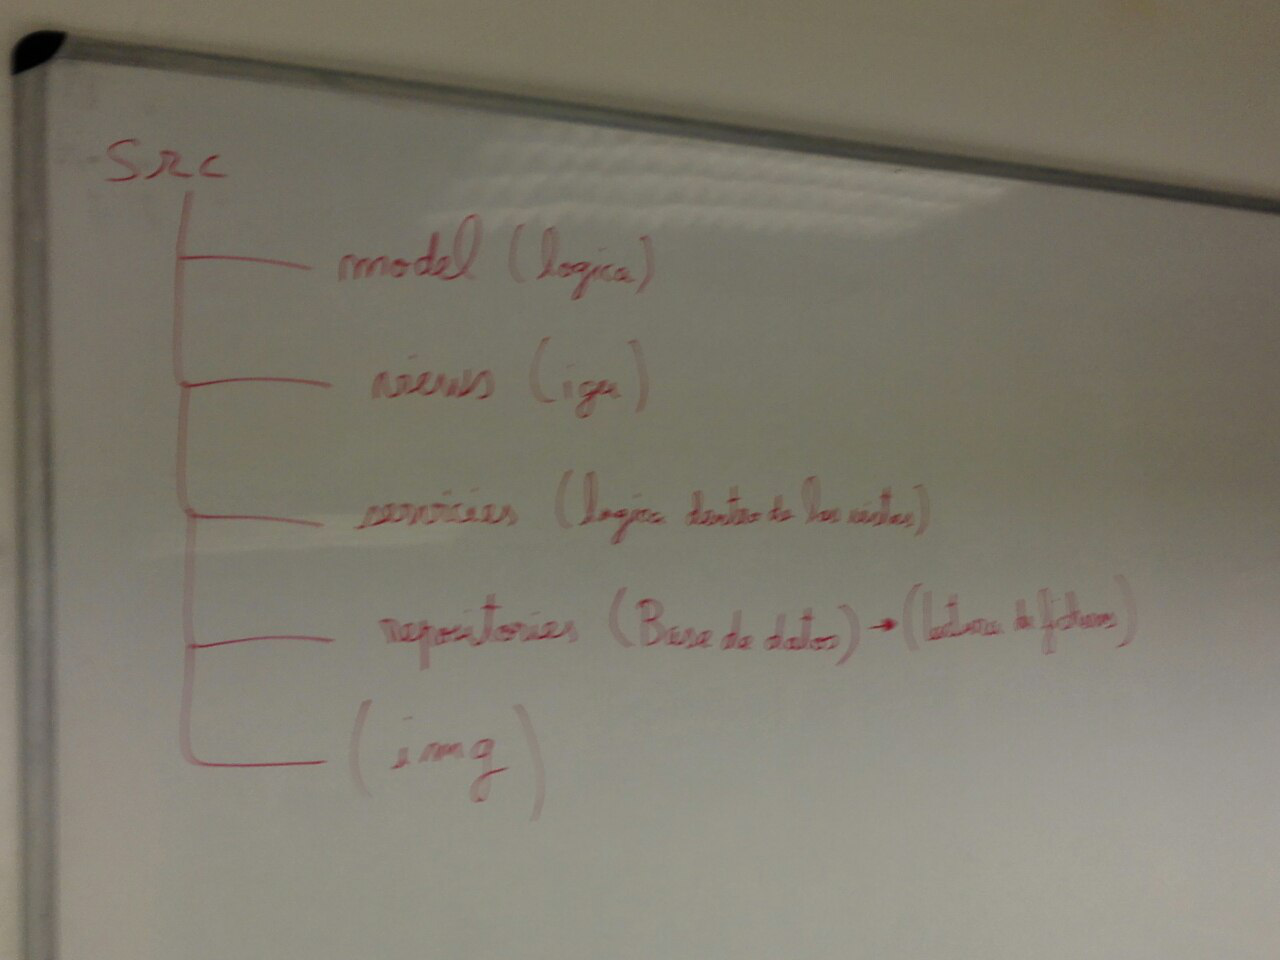 src
model (logica)
views (igu)
servicies (logica dentro de las vistas)
repositories (Base de datos) → (lectura de ficheros)
(img)